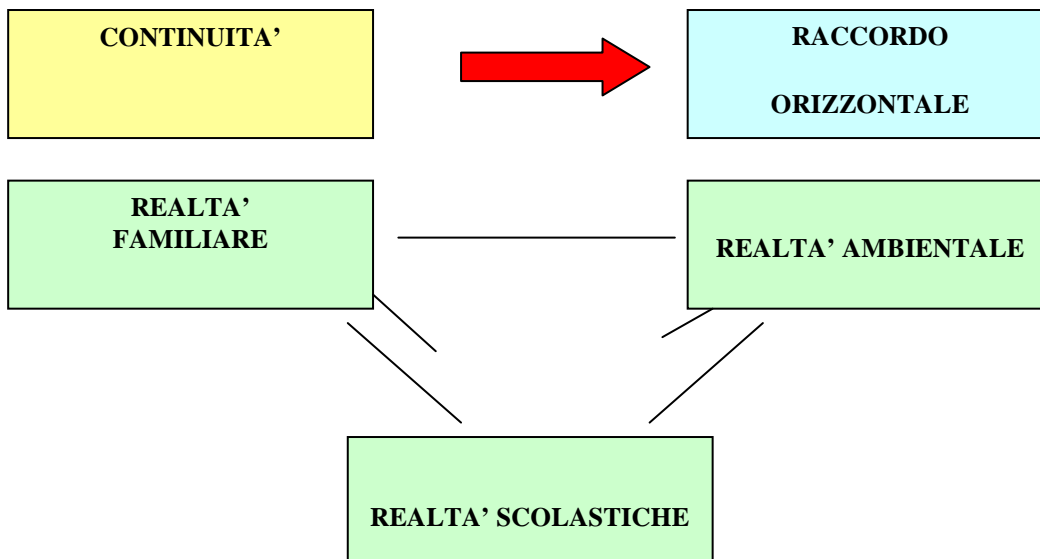 CONTINUITA’
RACCORDO
ORIZZONTALE
REALTA’
FAMILIARE
REALTA’ AMBIENTALE
REALTA’ SCOLASTICHE